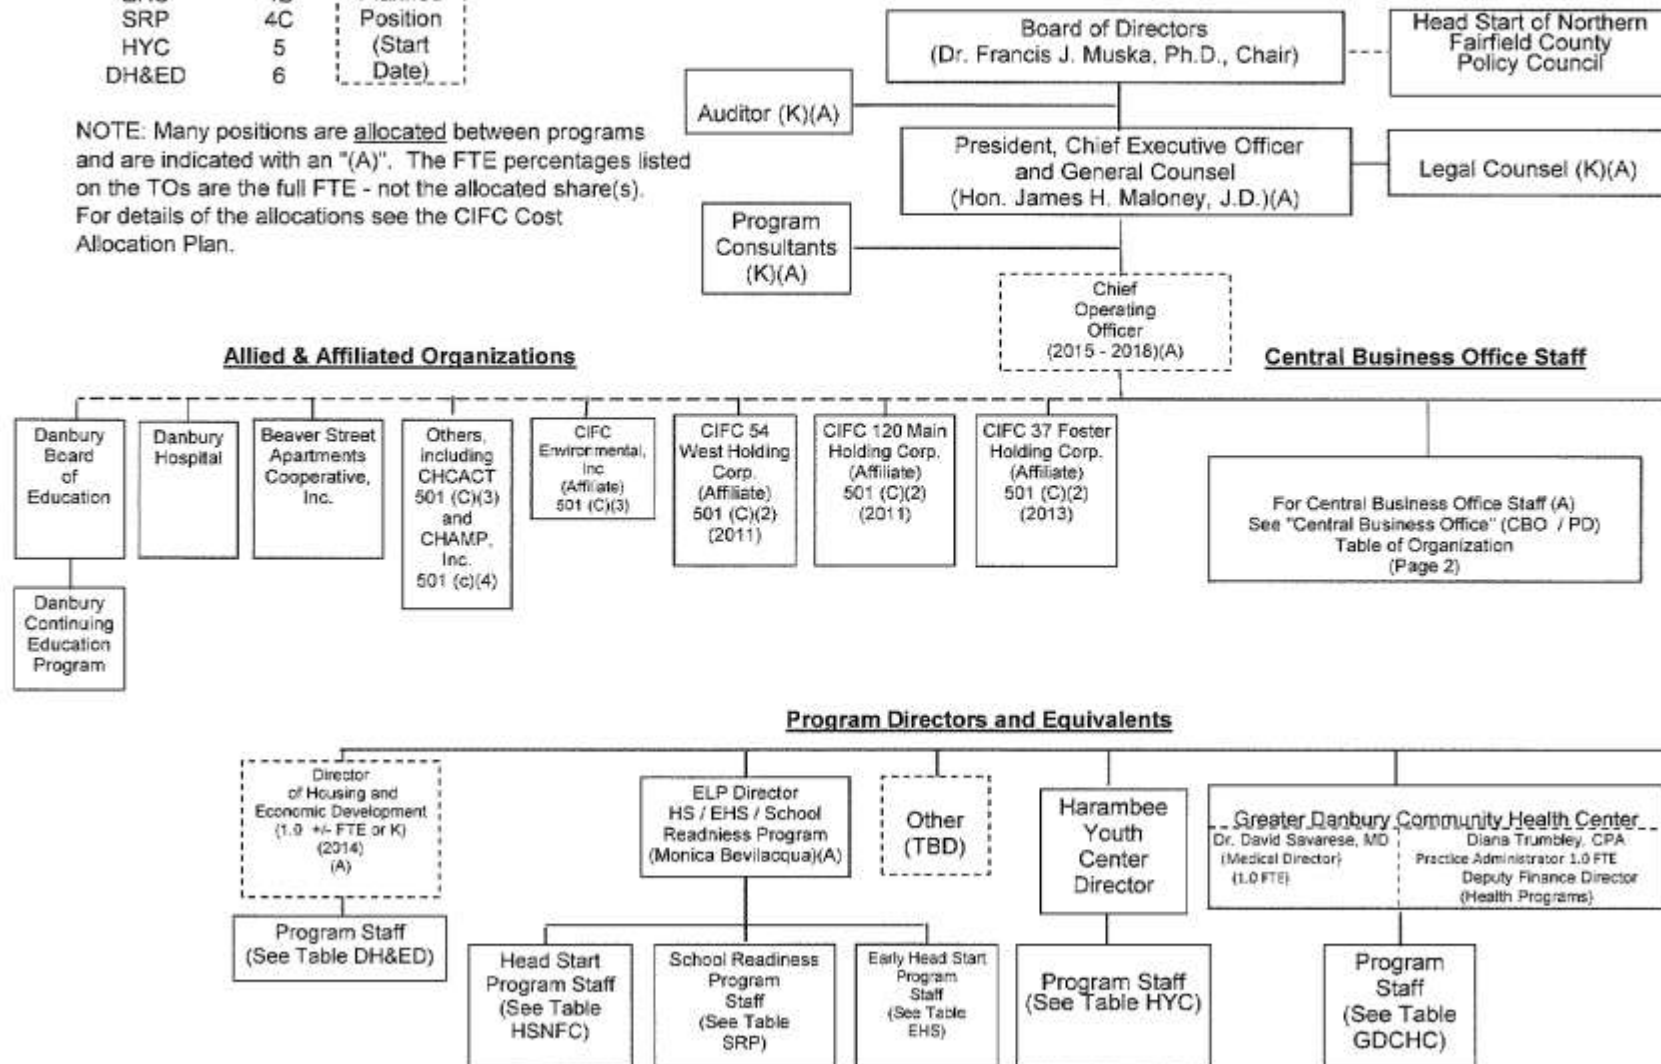 SRP 4C
HYC 5
DH&ED 6
Position
(Start
Date)
NOTE: Many positions are allocated between programs
and are indicated with an "(A)". The FTE percentages listed
on the TOs are the full FTE - not the allocated share(s).
For details of the allocations see the CIFC Cost
Allocation Plan.
Board of Directors
(Dr. Francis J. Muska, Ph.D., Chair)
Head Start of Northern
Fairfield County
Policy Council
Auditor (K)(A)
President, Chief Executive Officer
and General Counsel
(Hon. James H. Maloney, J.D.)(A)
Legal Counsel (K)(A)
Program
Consultants
(K)(A)
Chief
Operating
Officer
(2015 - 2018)(A)
Allied & Affiliated Organizations
Central Business Office Staff
Danbury
Board
of
Education
Danbury
Hospital
Beaver Street
Apartments
Cooperative,
Inc.
Others,
including
CHCACT
501 (C)(3)
and
CHAMP,
Inc.
501 (c)(4)
CIFC
Environmental,
Inc
(Affiliate)
501 (C)(3)
CIFC 54
West Holding
Corp.
(Affiliate)
501 (C)(2)
(2011)
CIFC 120 Main
Holding Corp.
(Affiliate)
501 (C)(2)
(2011)
CIFC 37 Foster
Holding Corp.
(Affiliate)
501 (C)(2)
(2013)
For Central Business Office Staff (A)
See "Central Business Office" (CBO / PD)
Table of Organization
(Page 2)
Danbury
Continuing
Education
Program
Program Directors and Equivalents
Director
of Housing and
Economic Development
(1.0 +/- FTE or K)
(2014)
(A)
ELP Director
HS / EHS / School
Readniess Program
(Monica Bevilacqua)(A)
Other
(TBD)
Harambee
Youth
Center
Director
Greater Danbury Community Health Center
Dr. David Savarese, MD
(Medical Director)
(1.0 FTE)
Diana Trumbley, CPA
Practice Administrator 1.0 FTE
Deputy Finance Director
(Health Programs)
Program Staff
(See Table DH&ED)
Head Start
Program Staff
(See Table
HSNFC)
School Readiness
Program
Staff
(See Table
SRP)
Early Head Start
Program
Staff
(See Table
EHS)
Program Staff
(See Table HYC)
Program
Staff
(See Table
GDCHC)